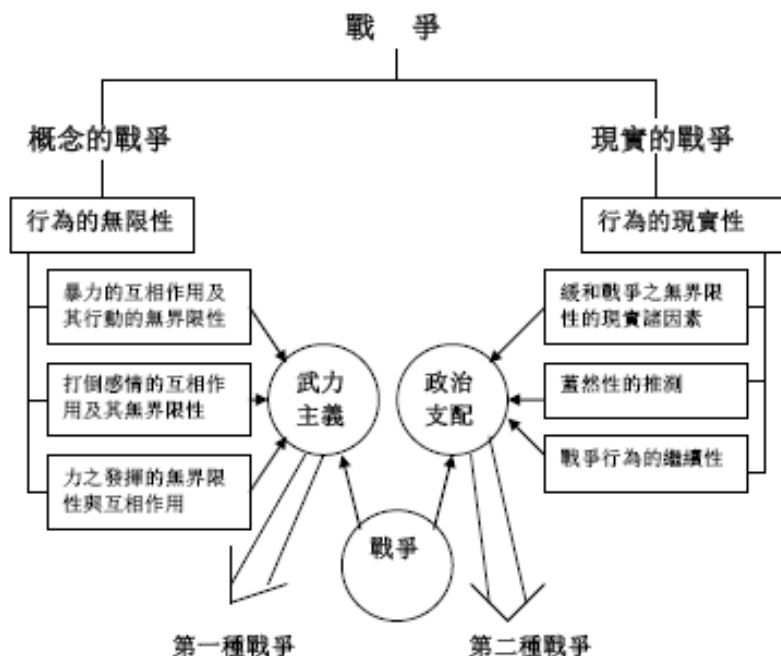 戰 爭
概念的戰爭
現實的戰爭
行為的無限性
行為的現實性
暴力的互相作用及
其行動的無界限性
緩和戰爭之無界限
性的現實諸因素
打倒感情的互相作
用及其無界限性
武力
主義
政治
支配
蓋然性的推測
力之發揮的無界限
性與互相作用
戰爭行為的繼續性
戰爭
第一種戰爭
第二種戰爭